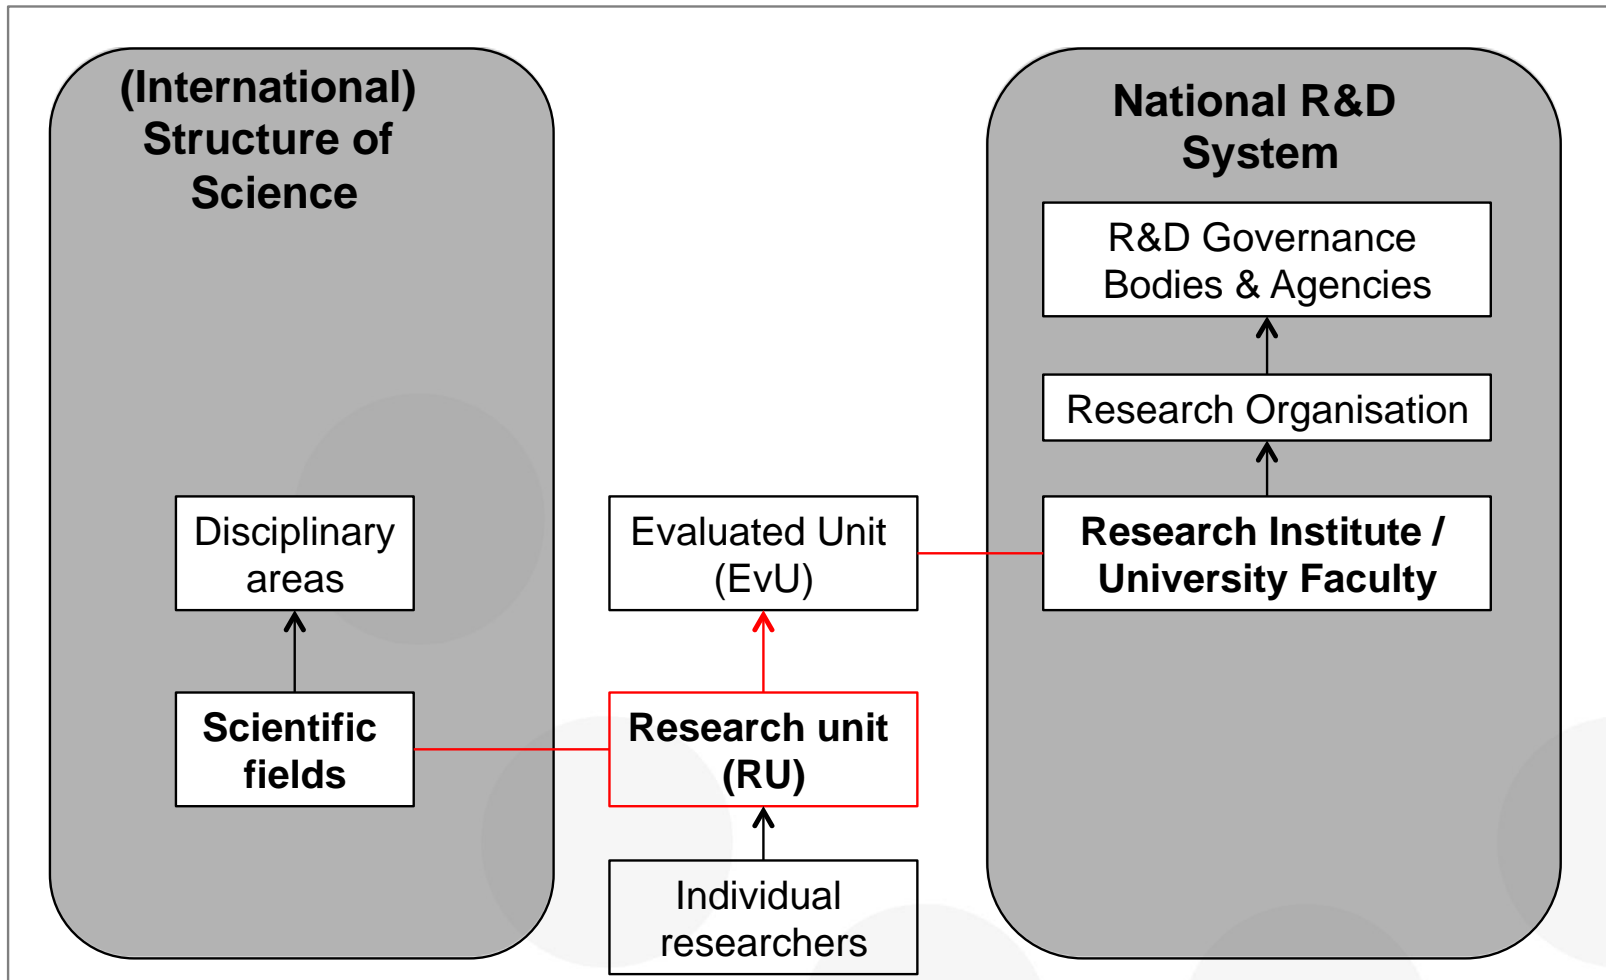 (International)
Structure of
Science
Disciplinary
areas
Scientific
fields
Evaluated Unit
(EvU)
Research unit
(RU)
Individual
researchers
National R&D
System
R&D Governance
Bodies & Agencies
Research Organisation
Research Institute /
University Faculty